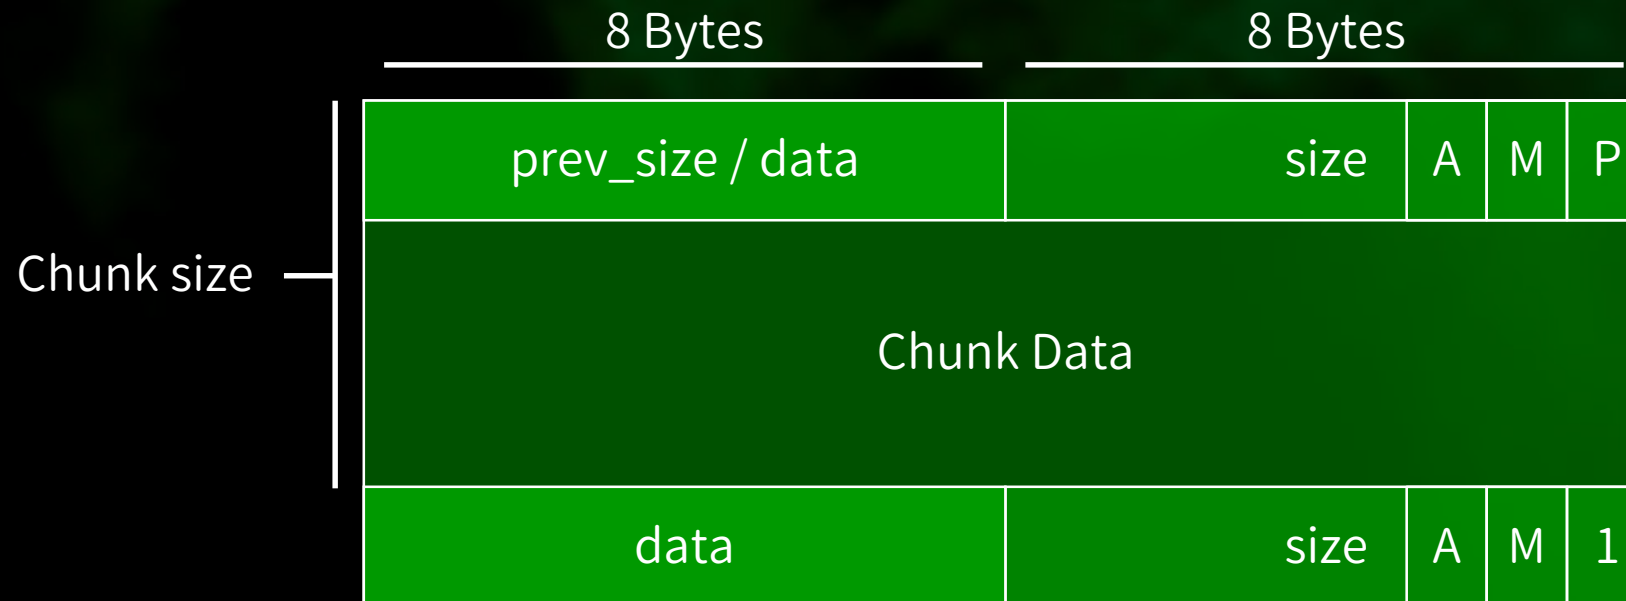 8 Bytes 8 Bytes
prev_size / data size A M P
Chunk size
Chunk Data
data size A M 1